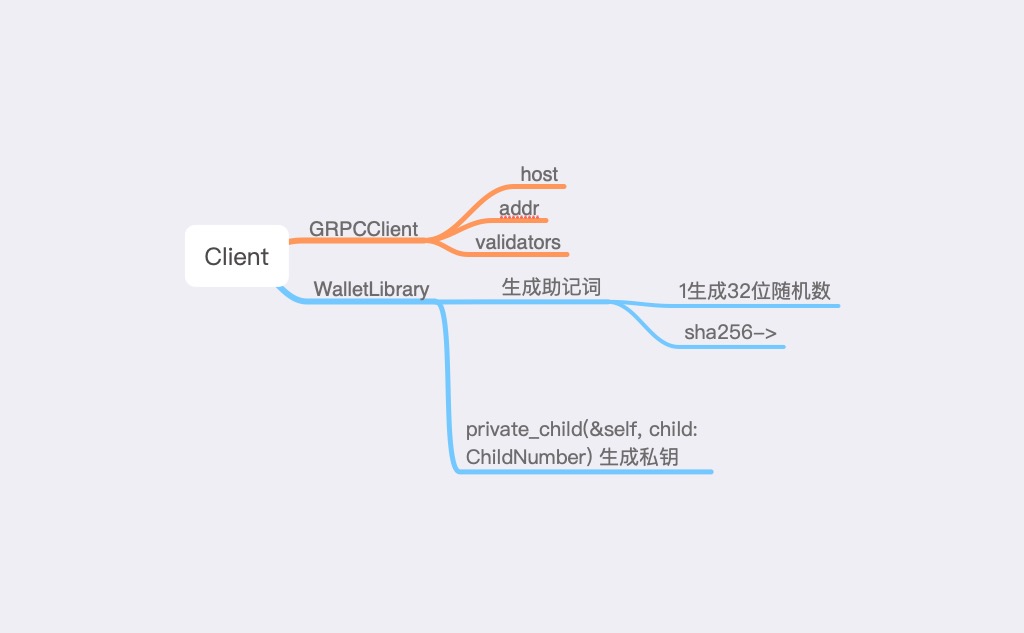 Client
GRPCClient
host
addr
validators
WalletLibrary
生成助记词
1生成32位随机数
sha256->
private_child(&self, child:
ChildNumber) 生成私钥